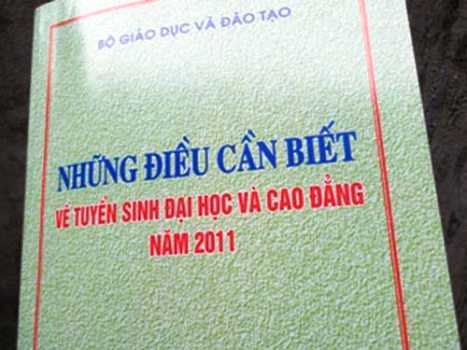 BỘ GIÁO DỤC VÀ ĐÀO TẠO
NHỮNG ĐIỀU CẦN BIẾT
VỀ TUYỂN SINH ĐẠI HỌC VÀ CAO ĐẲNG
NĂM 2011